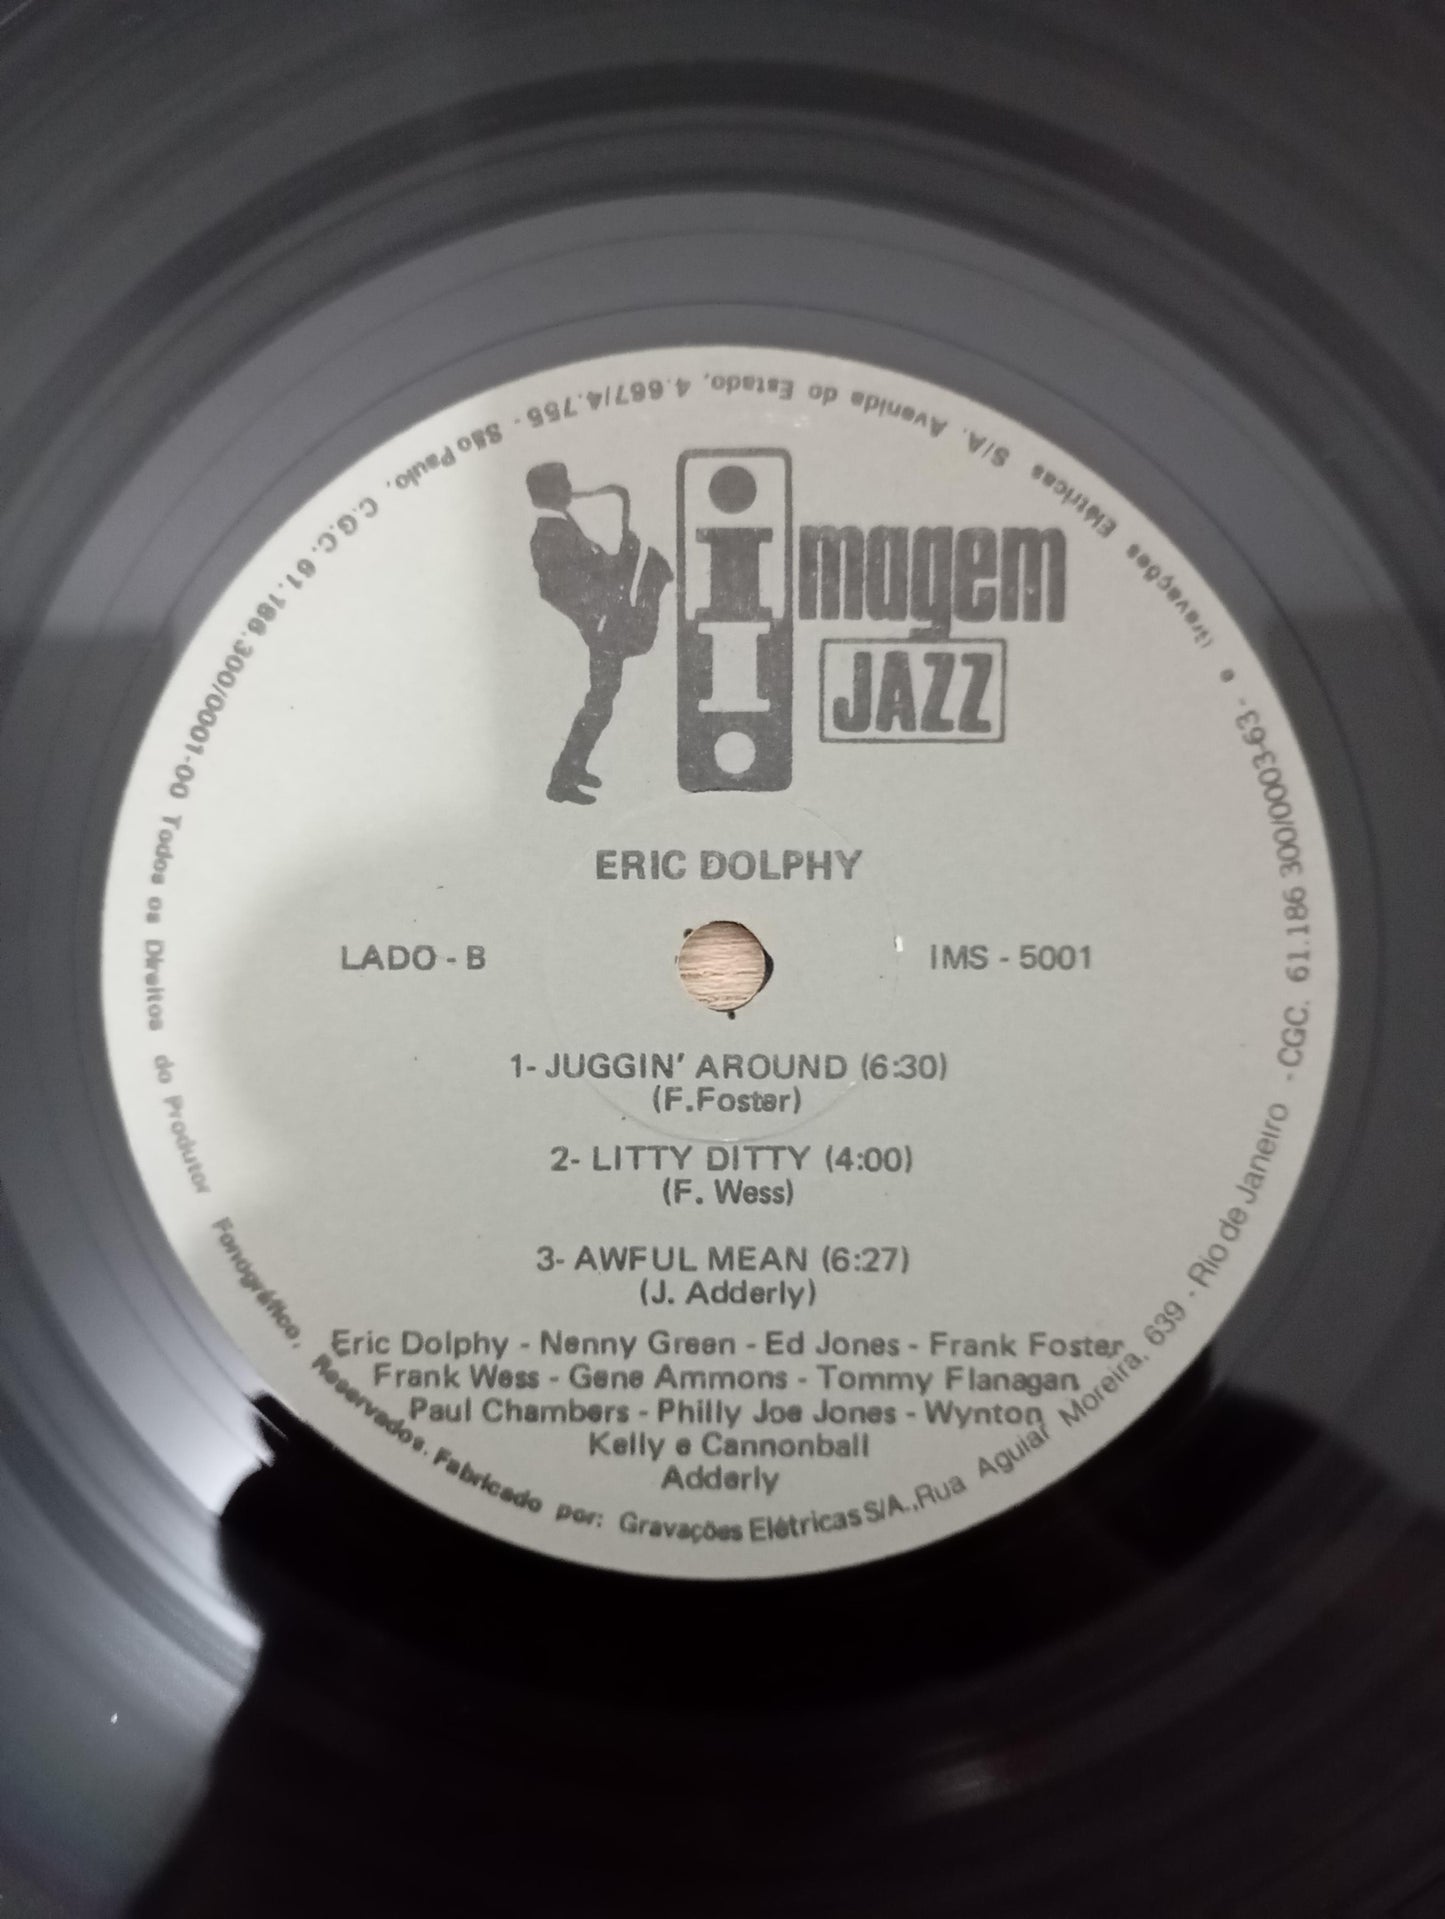 imagem
JAZZ
ERIC DOLPHY
LADO - B
IMS - 5001
1- JUGGIN' AROUND (6:30)
(F.Foster)
2- LITTY DITTY (4:00)
(F. Wess)
3- AWFUL MEAN (6:27)
(J. Adderly)
Eric Dolphy - Nenny Green - Ed Jones - Frank Foster
Frank Wess - Gene Ammons - Tommy Flanagan
Paul Chambers - Philly Joe Jones - Wynton
Kelly e Cannonball
Adderly
Todos os Direitos do Produtor Fonográfico, Reservados. Fabricado por: Gravações Elétricas S/A.,Rua Aguiar Moreira, 639 - Rio de Janeiro - CGC. 61.186 300/0003-63 - e Gravações Elétricas S/A. Avenida do Estado, 4.667/4.755 - São Paulo, C.G.C. 61.186.300/0001-00